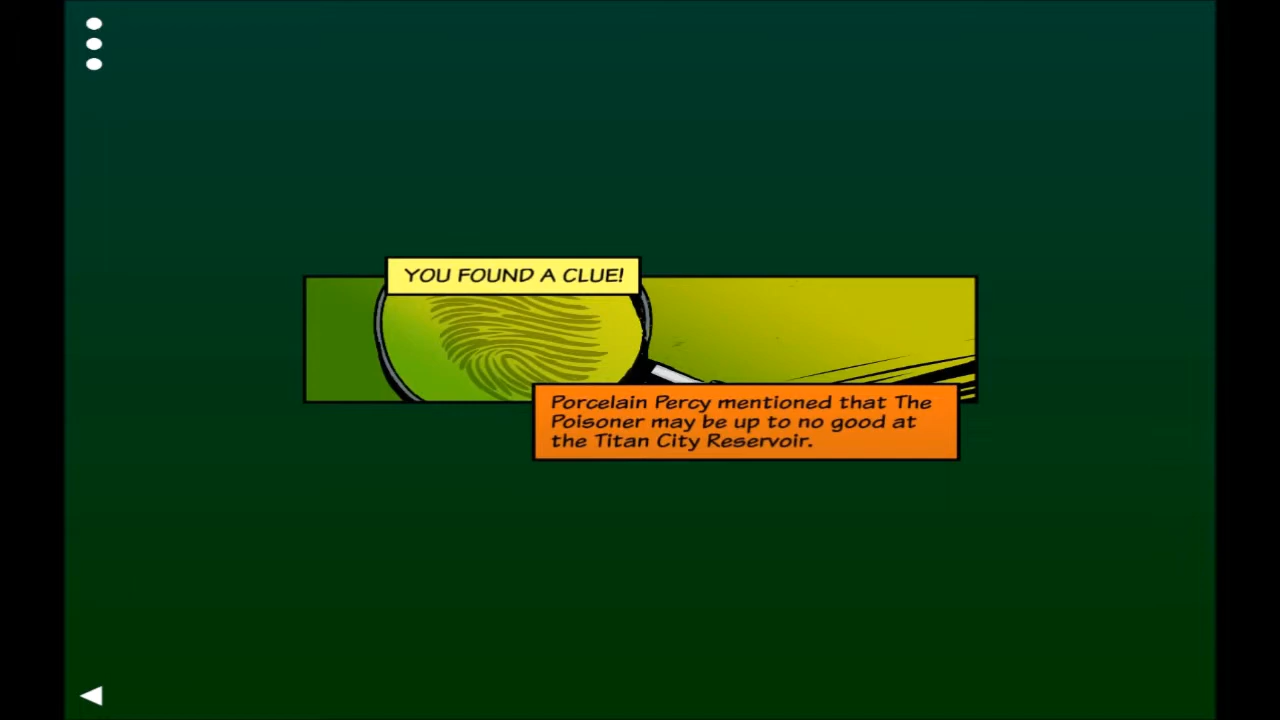 YOU FOUND A CLUE!
Porcelain Percy mentioned that The
Poisoner may be up to no good at
the Titan City Reservoir.